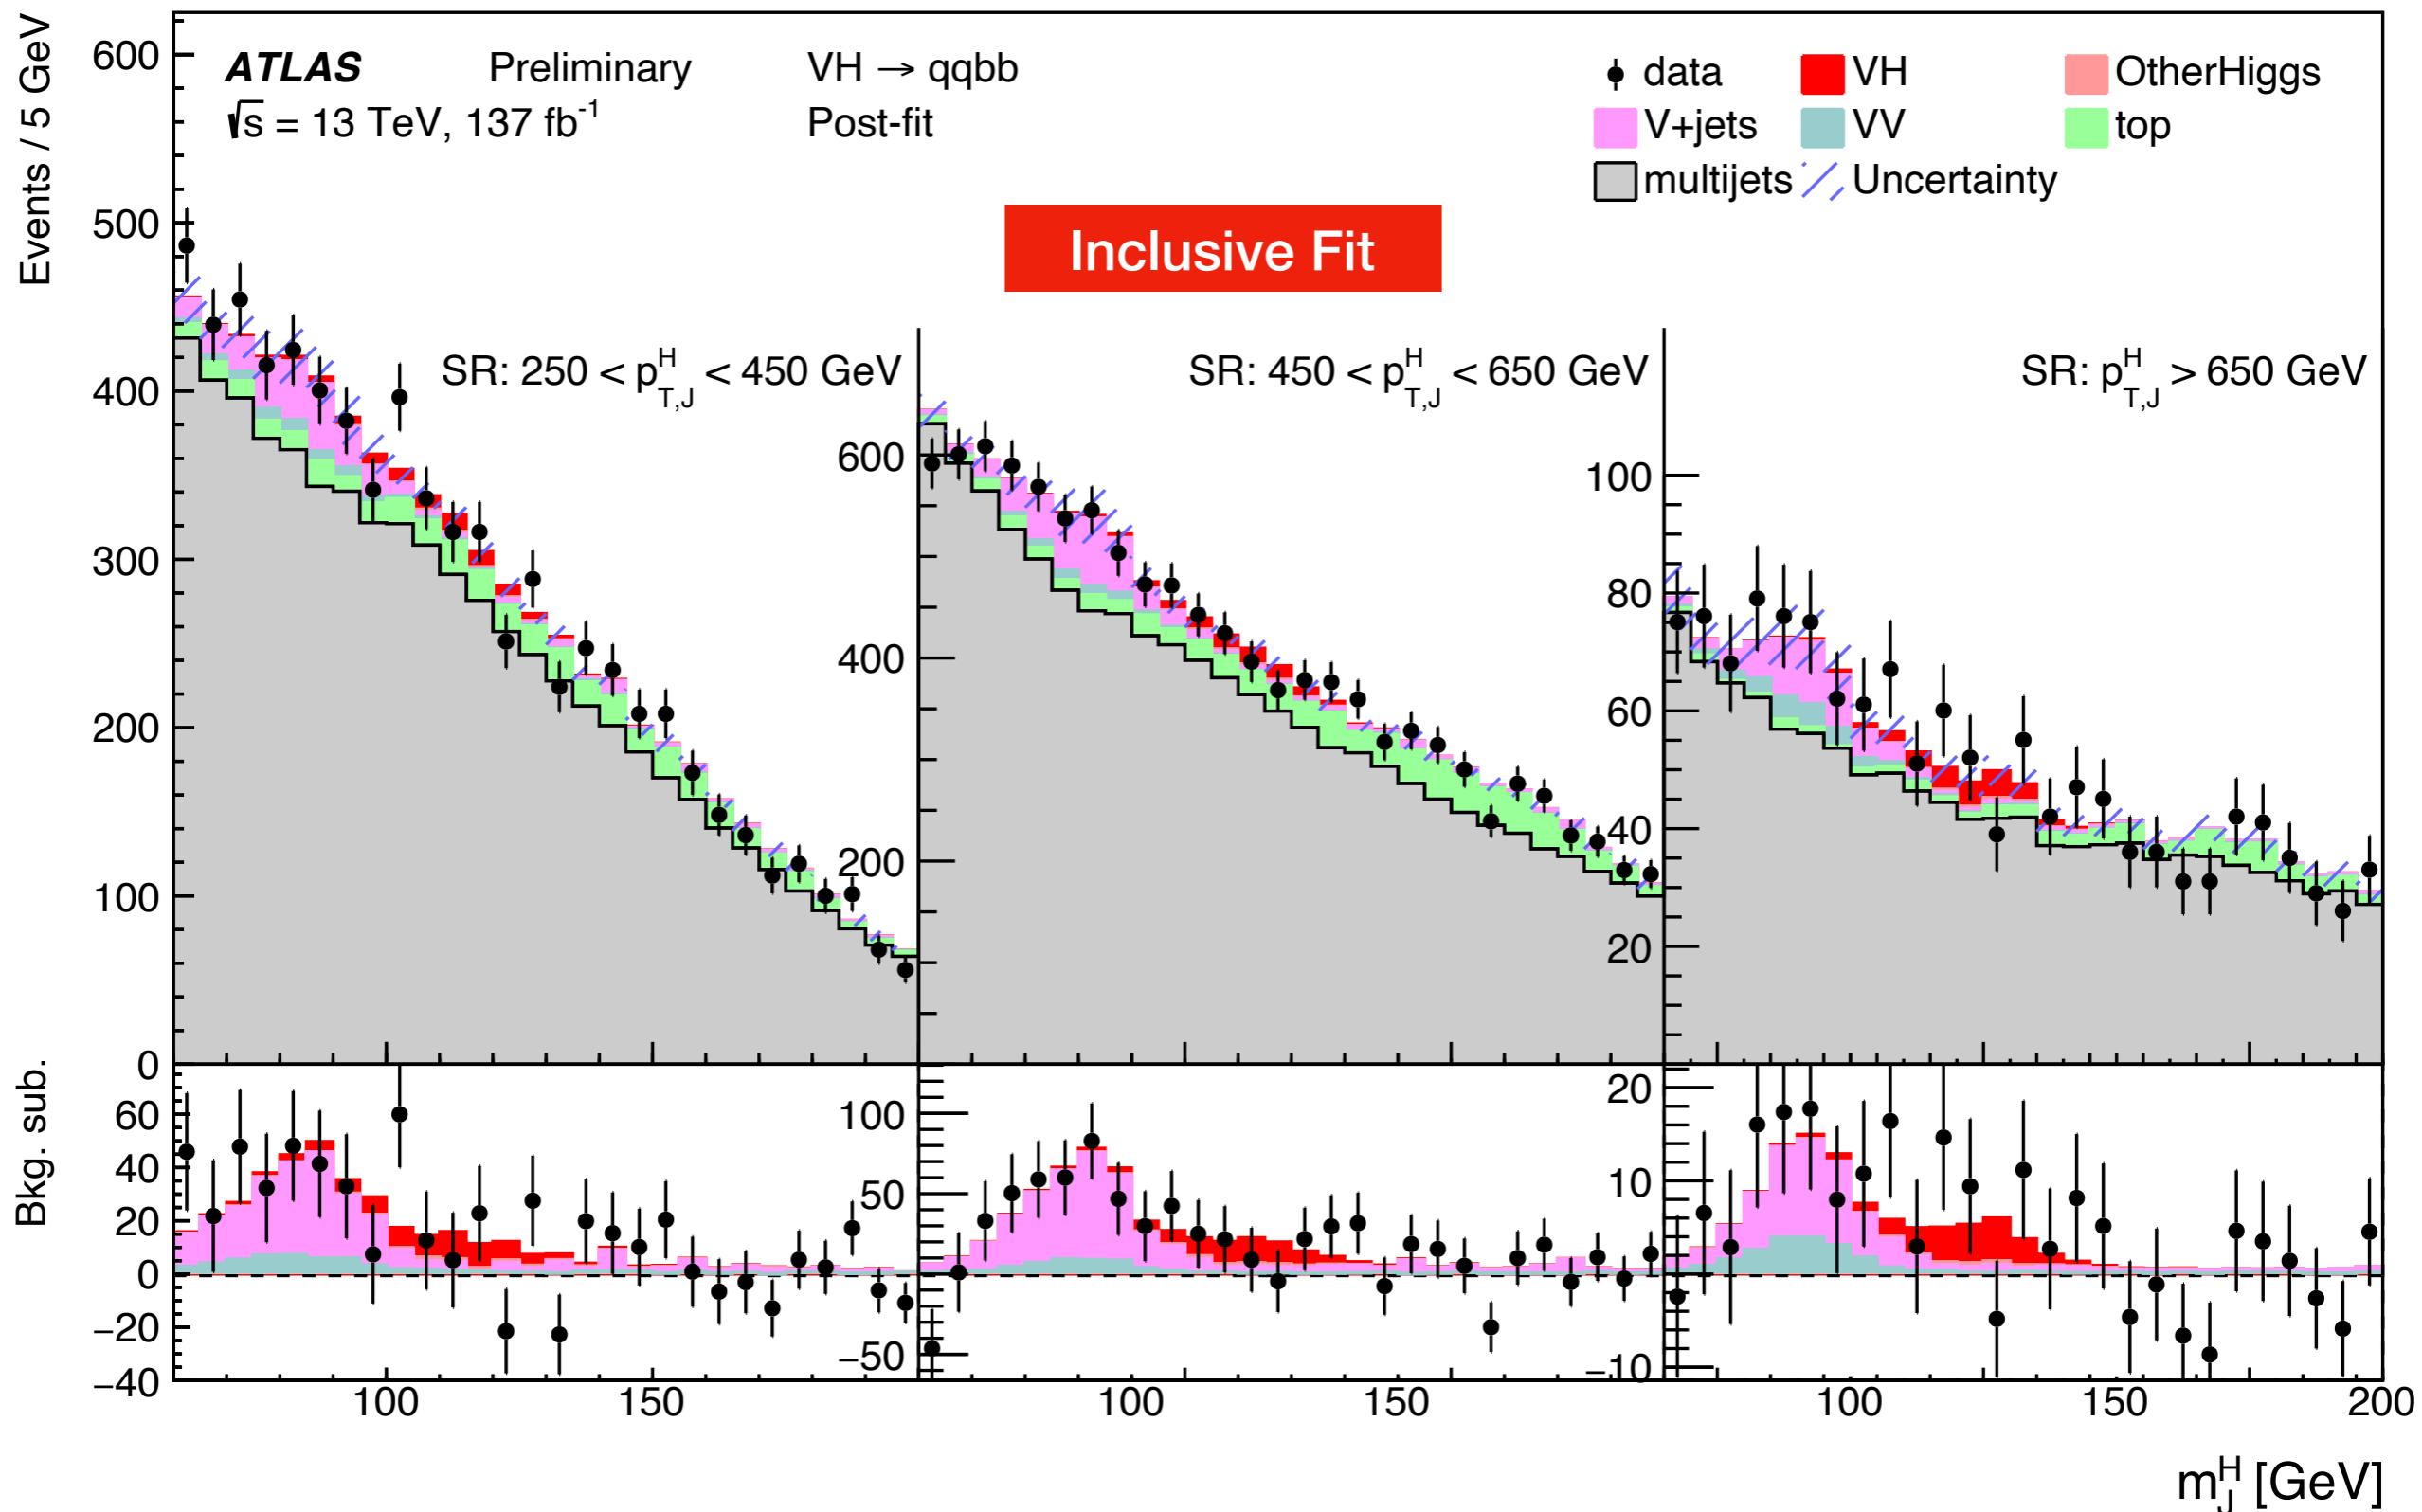 Events / 5 GeV
600
500
400
300
200
100
0
ATLAS Preliminary VH → qqbb
√s = 13 TeV, 137 fb-1 Post-fit
data VH OtherHiggs
V+jets VV top
multijets Uncertainty
Inclusive Fit
SR: 250 < p^H_T,J < 450 GeV
SR: 450 < p^H_T,J < 650 GeV
SR: p^H_T,J > 650 GeV
600
400
200
100
80
60
40
20
Bkg. sub.
60
40
20
0
−20
−40
100
50
−50
20
10
−10
100 150 100 150 100 150 200
m^H_J [GeV]